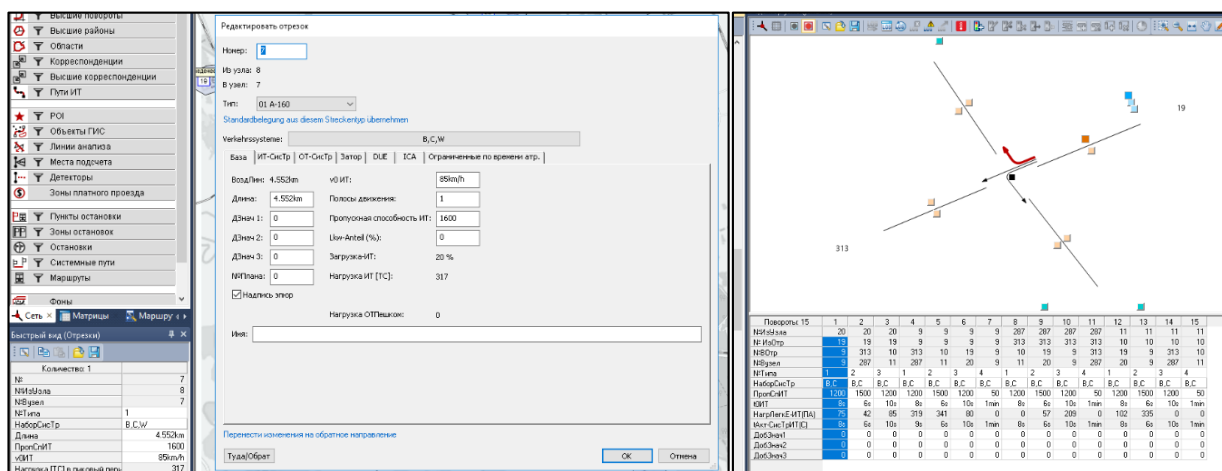 Высшие повороты
Высшие районы
Области
Корреспонденции
Высшие корреспонденции
Пути ИТ
POI
Объекты ГИС
Линии анализа
Места подсчета
Детекторы
Зоны платного проезда
Пункты остановки
Зоны остановок
Остановки
Системные пути
Маршруты
Фоны
Сеть × Матрицы Маршру
Быстрый вид (Отрезки)
Количества: 1
№ 7
№ИзУзла 8
№Вузел 7
№Типа 1
НаборСисТр B,C,W
Длина 4.552km
ПропСпИТ 1600
v0ИТ 85km/h
Нагрузка [ТС] в пиковый пери 317
Редактировать отрезок
Номер: 7
Из узла: 8
В узел: 7
Тип: 01 A-160
Standardbelegung aus diesem Streckentyp übernehmen
Verkehrssysteme: B,C,W
База ИТ-СисТр ОТ-СисТр Затор DUE ICA Ограниченные по времени атр.
ВоздЛин: 4.552km v0 ИТ: 85km/h
Длина: 4.552km Полосы движения: 1
ДЗнач 1: 0 Пропускная способность ИТ: 1600
ДЗнач 2: 0 Lkw-Anteil (%): 0
ДЗнач 3: 0 Загрузка-ИТ: 20 %
№Плана: 0 Нагрузка ИТ [ТС]: 317
Надпись эпюр
Нагрузка ОТПешком: 0
Имя:
Перенести изменения на обратное направление
Туда/Обрат OK Отмена
19
313
Повороты: 15 1 2 3 4 5 6 7 8 9 10 11 12 13 14 15
№ИзУзла 20 20 20 9 9 9 9 287 287 287 287 11 11 11 11
№ ИзОтр 19 19 19 9 9 9 9 313 313 313 313 10 10 10 10
№ВОтр 9 313 10 313 10 19 9 10 19 9 313 19 9 313 10
№Вузел 9 287 11 287 11 20 9 11 20 9 287 20 9 287 11
№Типа 1 2 3 2 3 4 1 2 3 4 1 2 3 4
НаборСисТр B,C B,C B,C B,C B,C B,C B,C B,C B,C B,C B,C B,C B,C B,C B,C
ПропСпИТ 1200 1500 1200 1500 1200 1200 50 1200 1500 1200 50 1200 1500 1200 50
t0ИТ 8s 6s 10s 8s 6s 10s 1min 8s 6s 10s 1min 8s 6s 10s 1min
НагрЛегкЕ-ИТ(ПА) 75 42 85 319 341 80 0 0 57 209 0 102 335 0 0
tАкт-СисТрИТ(C) 8s 6s 10s 9s 6s 10s 1min 8s 6s 10s 1min 8s 6s 10s 1min
ДобЗнач1 0 0 0 0 0 0 0 0 0 0 0 0 0 0 0
ДобЗнач2 0 0 0 0 0 0 0 0 0 0 0 0 0 0 0
ДобЗнач3 0 0 0 0 0 0 0 0 0 0 0 0 0 0 0